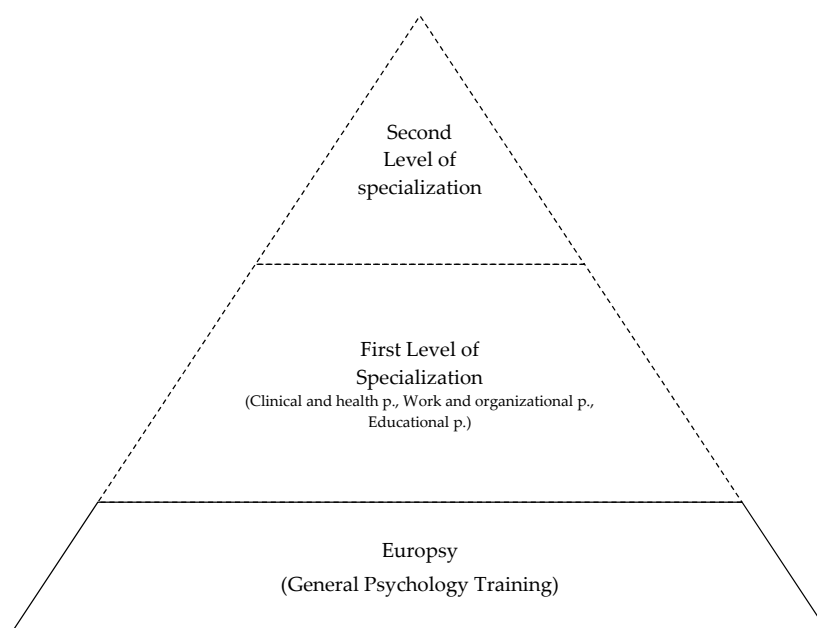 Second
Level of
specialization
First Level of
Specialization
(Clinical and health p., Work and organizational p.,
Educational p.)
Europsy
(General Psychology Training)